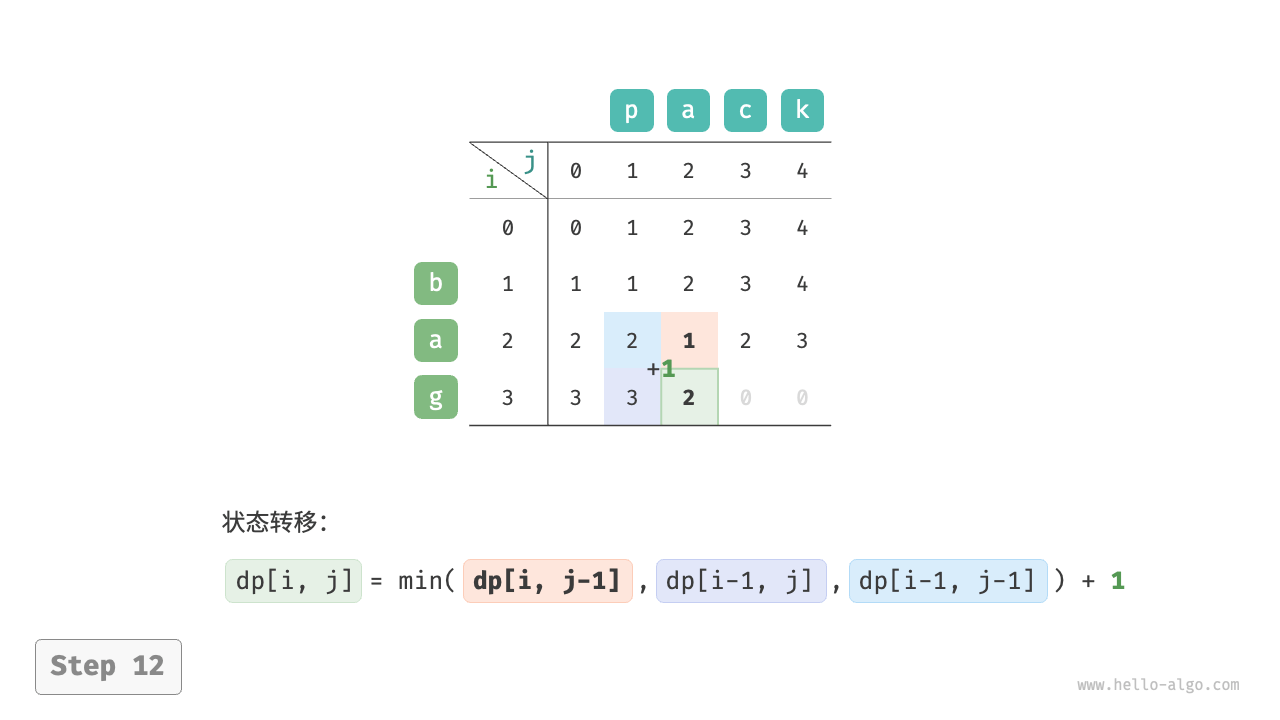 p a c k
j
i
0 1 2 3 4
0 0 1 2 3 4
b 1 1 1 2 3 4
a 2 2 2 1 2 3
+1
g 3 3 3 2 0 0
状态转移：
dp[i, j] = min( dp[i, j-1] , dp[i-1, j] , dp[i-1, j-1] ) + 1
Step 12
www.hello-algo.com